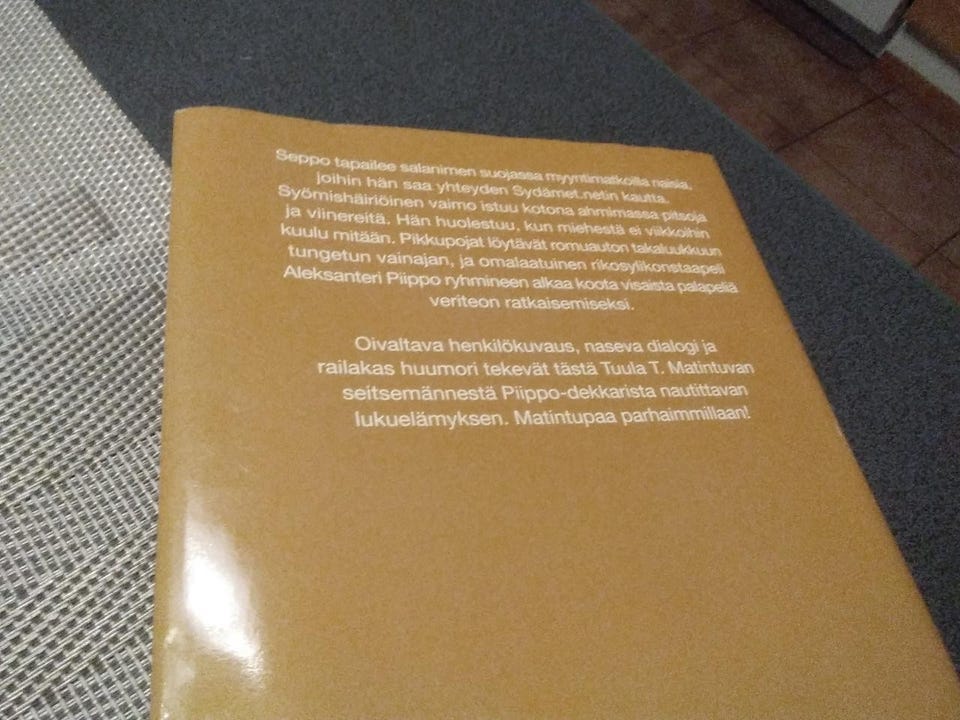 Seppo tapailee salanimen suojassa myyntimatkoilla naisia,
joihin hän saa yhteyden Sydämet.netin kautta.
Syömishäiriöinen vaimo istuu kotona ahmimassa pitsoja
ja viinereitä. Hän huolestuu, kun miehestä ei viikkoihin
kuulu mitään. Pikkupojat löytävät romuauton takaluukkuun
tungetun vainajan, ja omalaatuinen rikosylikonstaapeli
Aleksanteri Piippo ryhmineen alkaa koota visaista palapeliä
veriteon ratkaisemiseksi.
Oivaltava henkilökuvaus, naseva dialogi ja
railakas huumori tekevät tästä Tuula T. Matintuvan
seitsemännestä Piippo-dekkarista nautittavan
lukuelämyksen. Matintupaa parhaimmillaan!